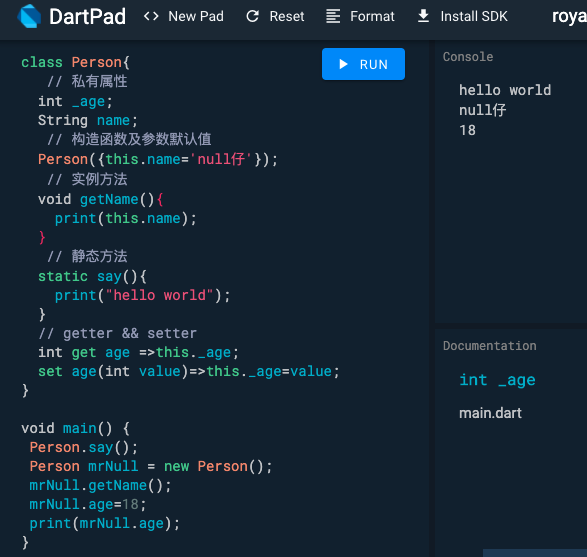 DartPad <> New Pad Reset Format Install SDK roya
class Person{
// 私有属性
int _age;
String name;
// 构造函数及参数默认值
Person({this.name='null仔'});
// 实例方法
void getName(){
print(this.name);
}
// 静态方法
static say(){
print("hello world");
}
// getter && setter
int get age =>this._age;
set age(int value)=>this._age=value;
}
void main() {
Person.say();
Person mrNull = new Person();
mrNull.getName();
mrNull.age=18;
print(mrNull.age);
}
RUN
Console
hello world
null仔
18
Documentation
int _age
main.dart